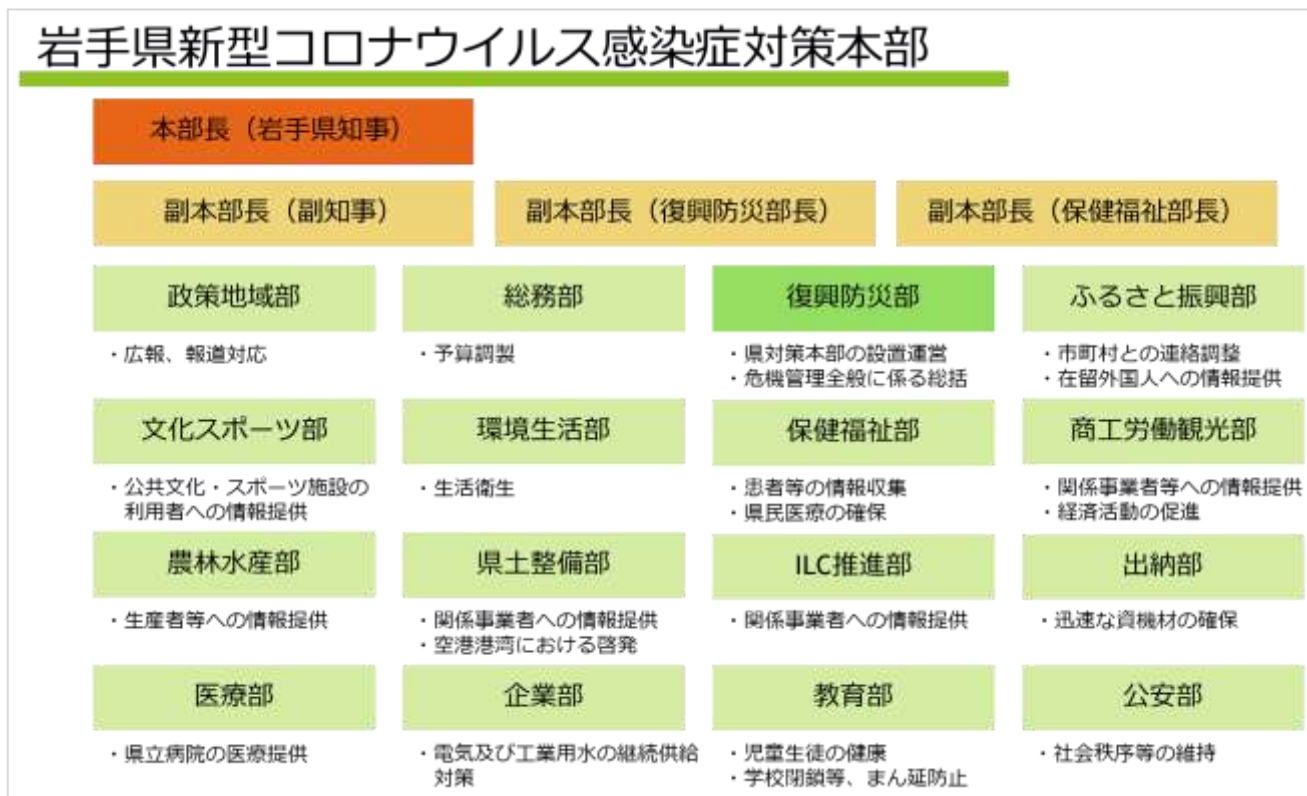 岩手県新型コロナウイルス感染症対策本部
本部長（岩手県知事）
副本部長（副知事）
副本部長（復興防災部長）
副本部長（保健福祉部長）
政策地域部
・広報、報道対応
総務部
・予算調製
復興防災部
・県対策本部の設置運営
・危機管理全般に係る総括
ふるさと振興部
・市町村との連絡調整
・在留外国人への情報提供
文化スポーツ部
・公共文化・スポーツ施設の
利用者への情報提供
環境生活部
・生活衛生
保健福祉部
・患者等の情報収集
・県民医療の確保
商工労働観光部
・関係事業者等への情報提供
・経済活動の促進
農林水産部
・生産者等への情報提供
県土整備部
・関係事業者への情報提供
・空港港湾における啓発
ILC推進部
・関係事業者への情報提供
出納部
・迅速な資機材の確保
医療部
・県立病院の医療提供
企業部
・電気及び工業用水の継続供給
対策
教育部
・児童生徒の健康
・学校閉鎖等、まん延防止
公安部
・社会秩序等の維持